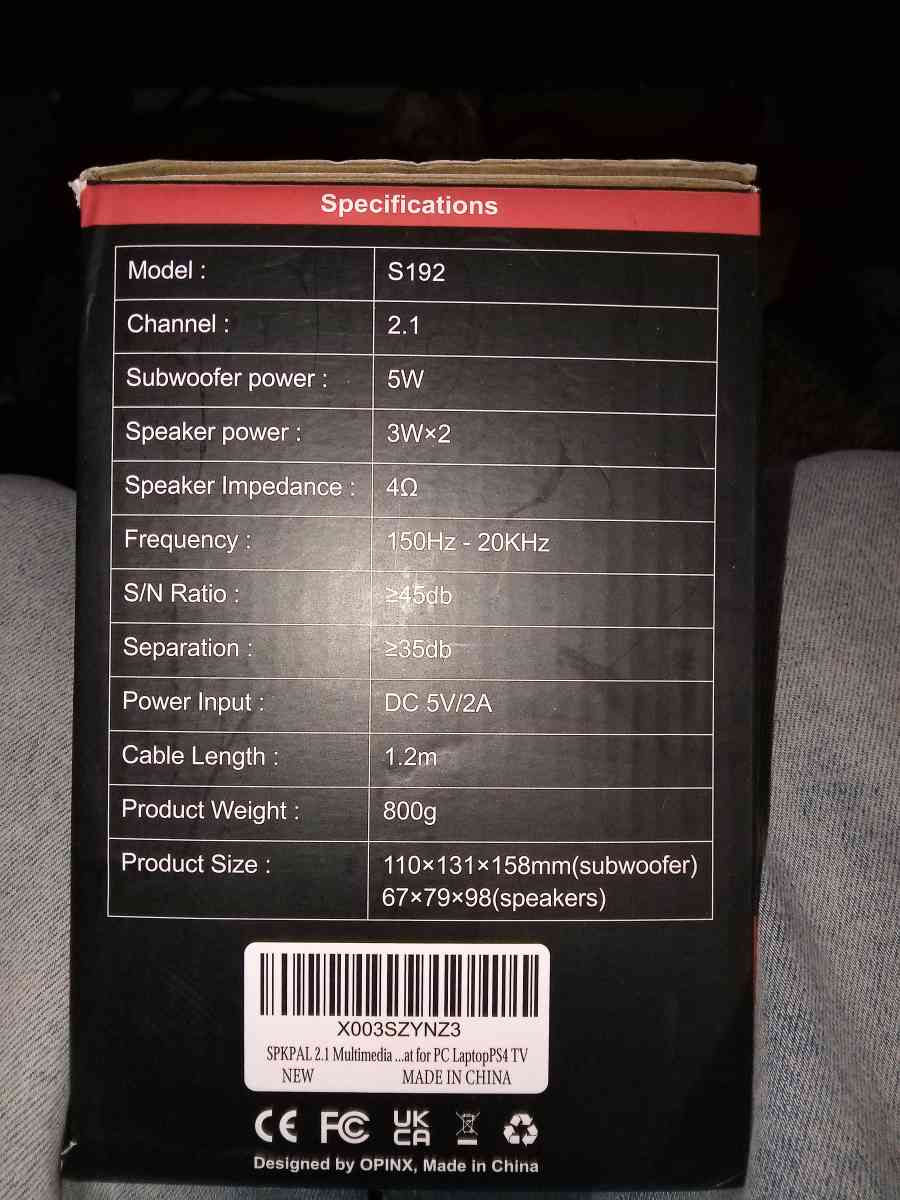 Specifications
Model : S192
Channel : 2.1
Subwoofer power : 5W
Speaker power : 3W×2
Speaker Impedance : 4Ω
Frequency : 150Hz - 20KHz
S/N Ratio : ≥45db
Separation : ≥35db
Power Input : DC 5V/2A
Cable Length : 1.2m
Product Weight : 800g
Product Size : 110×131×158mm(subwoofer)
67×79×98(speakers)
X003SZYNZ3
SPKPAL 2.1 Multimedia ...at for PC LaptopPS4 TV
NEW MADE IN CHINA
CE FC UK CA
Designed by OPINX, Made in China